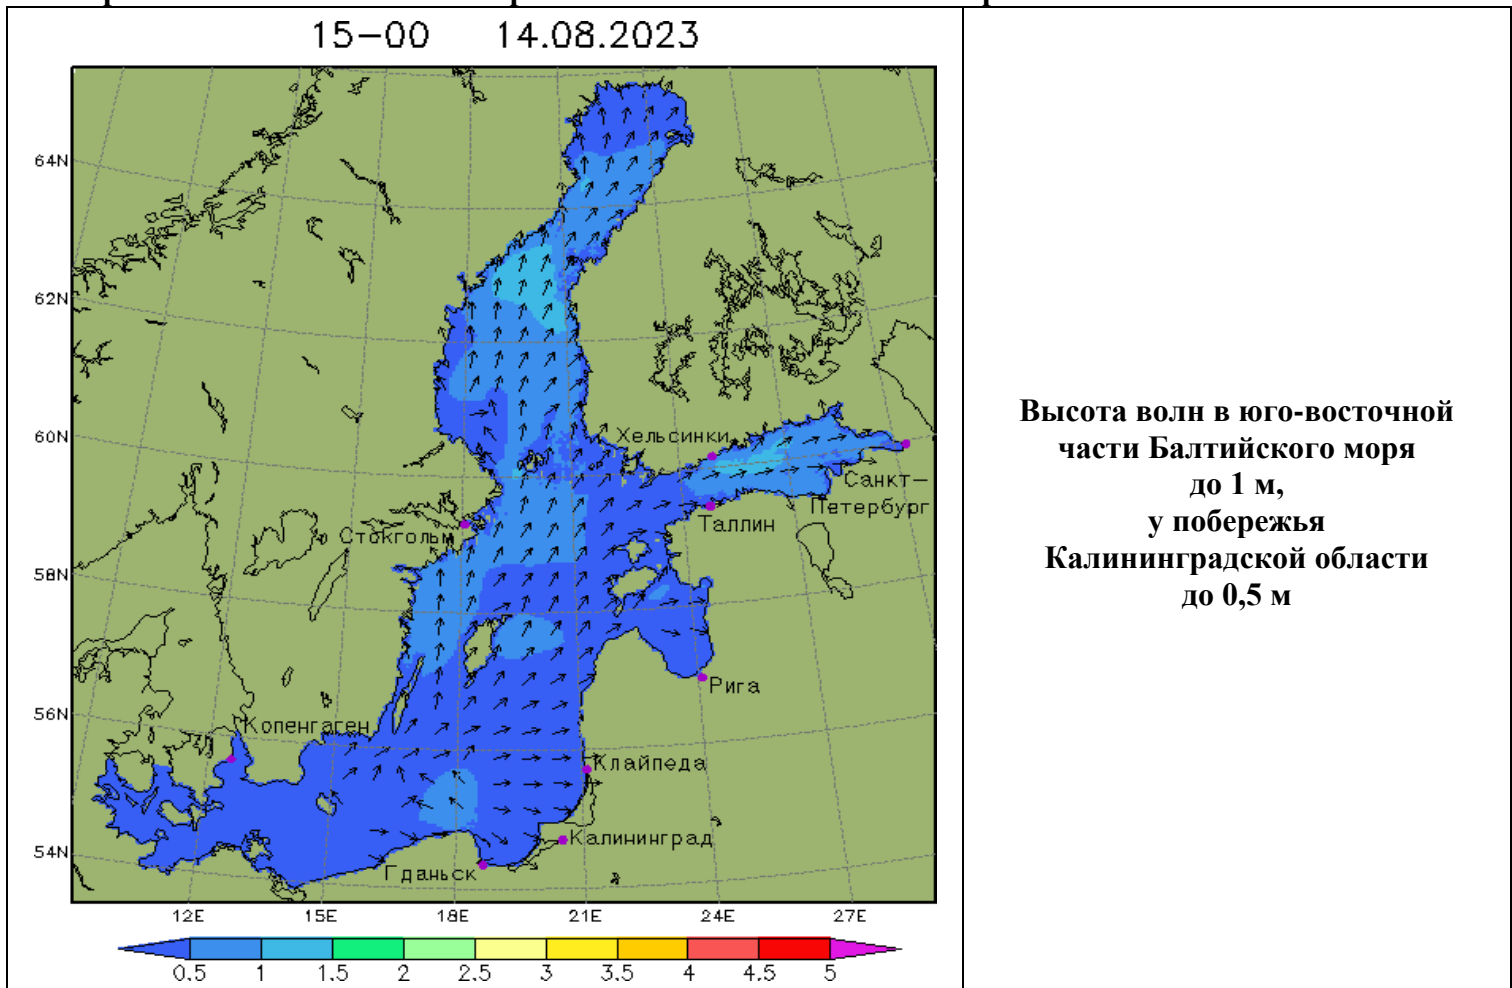 15-00 14.08.2023
64N
62N
60N
58N
56N
54N
Хельсинки
Санкт-
Петербург
Таллин
Стокгольм
Рига
Копенгаген
Клайпеда
Калининград
Гданьск
12E 15E 18E 21E 24E 27E
0.5 1 1.5 2 2.5 3 3.5 4 4.5 5
Высота волн в юго-восточной
части Балтийского моря
до 1 м,
у побережья
Калининградской области
до 0,5 м